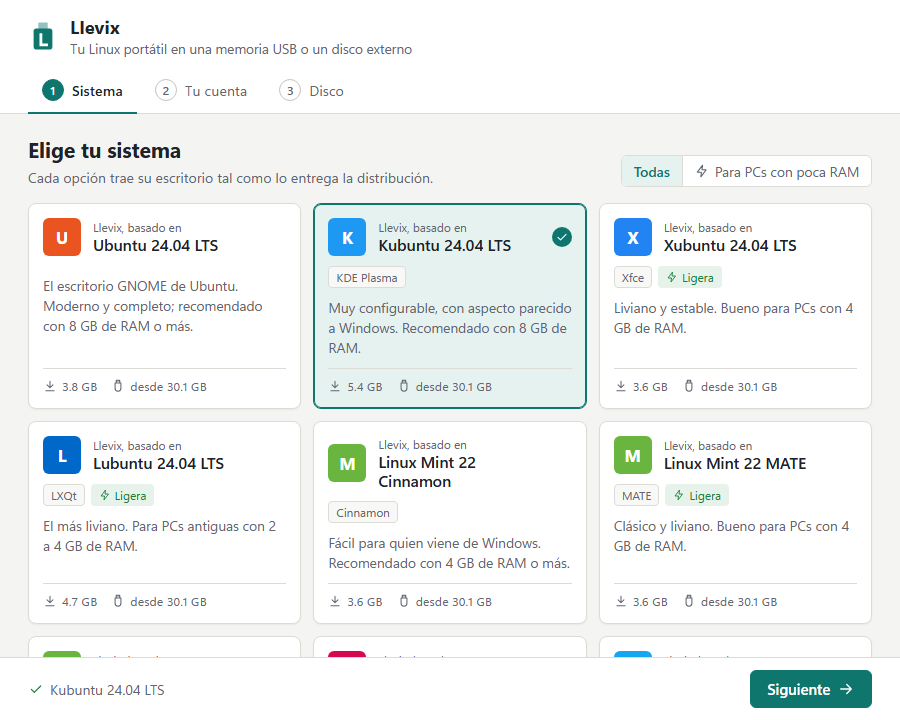 L
Llevix
Tu Linux portátil en una memoria USB o un disco externo
1 Sistema
2 Tu cuenta
3 Disco
Elige tu sistema
Cada opción trae su escritorio tal como lo entrega la distribución.
Todas
Para PCs con poca RAM
U
Llevix, basado en
Ubuntu 24.04 LTS
El escritorio GNOME de Ubuntu.
Moderno y completo; recomendado
con 8 GB de RAM o más.
3.8 GB
desde 30.1 GB
K
Llevix, basado en
Kubuntu 24.04 LTS
KDE Plasma
Muy configurable, con aspecto parecido
a Windows. Recomendado con 8 GB de
RAM.
5.4 GB
desde 30.1 GB
X
Llevix, basado en
Xubuntu 24.04 LTS
Xfce
Ligera
Liviano y estable. Bueno para PCs con 4
GB de RAM.
3.6 GB
desde 30.1 GB
L
Llevix, basado en
Lubuntu 24.04 LTS
LXQt
Ligera
El más liviano. Para PCs antiguas con 2
a 4 GB de RAM.
4.7 GB
desde 30.1 GB
M
Llevix, basado en
Linux Mint 22
Cinnamon
Cinnamon
Fácil para quien viene de Windows.
Recomendado con 4 GB de RAM o más.
3.6 GB
desde 30.1 GB
M
Llevix, basado en
Linux Mint 22 MATE
MATE
Ligera
Clásico y liviano. Bueno para PCs con 4
GB de RAM.
3.6 GB
desde 30.1 GB
Kubuntu 24.04 LTS
Siguiente